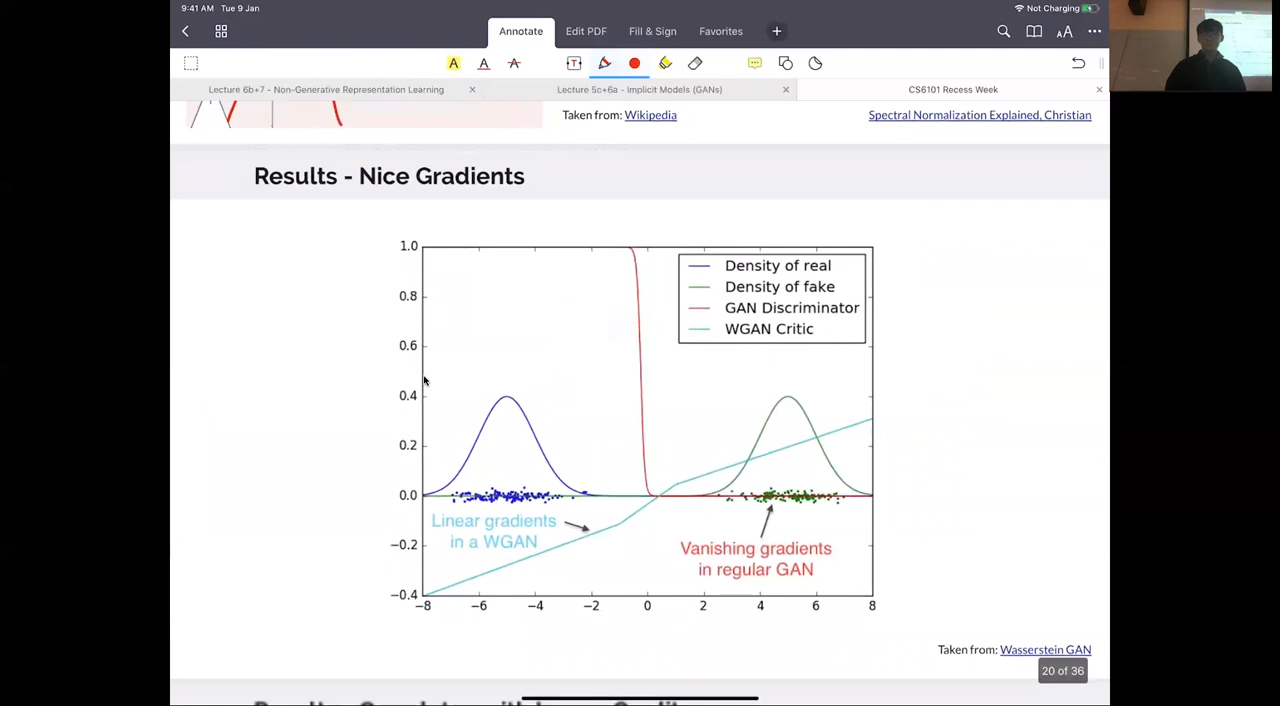 9:41 AM Tue 9 Jan
Not Charging
Annotate
Edit PDF
Fill & Sign
Favorites
+
A
A
A
T
AA
Lecture 6b+7 - Non-Generative Representation Learning
Lecture 5c+6a - Implicit Models (GANs)
CS6101 Recess Week
Taken from: Wikipedia
Spectral Normalization Explained, Christian
Results - Nice Gradients
1.0
0.8
0.6
0.4
0.2
0.0
−0.2
−0.4
−8
−6
−4
−2
0
2
4
6
8
Density of real
Density of fake
GAN Discriminator
WGAN Critic
Linear gradients
in a WGAN
Vanishing gradients
in regular GAN
Taken from: Wasserstein GAN
20 of 36